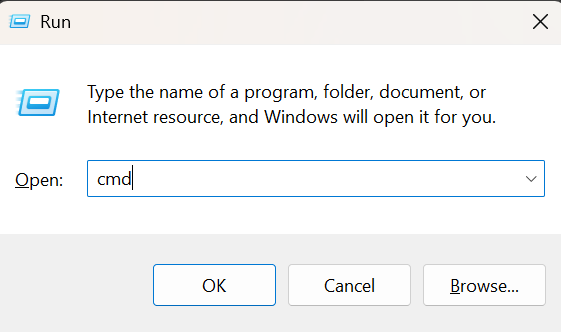 Run
Type the name of a program, folder, document, or
Internet resource, and Windows will open it for you.
Open: cmd
OK Cancel Browse...